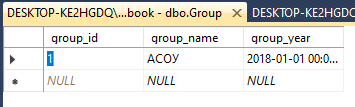 DESKTOP-KE2HGDQ\...book - dbo.Group DESKTOP-KE2HGDQ
group_id group_name group_year
1 АСОУ 2018-01-01 00:0...
NULL NULL NULL